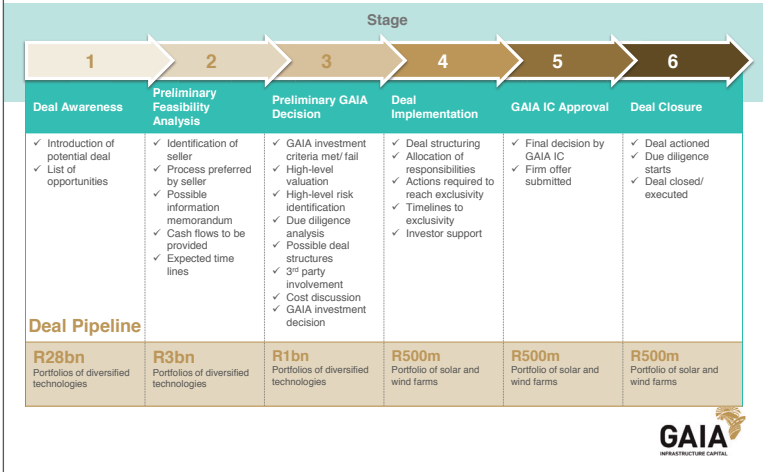 Stage
1
2
3
4
5
6
Deal Awareness
Preliminary
Feasibility
Analysis
Preliminary GAIA
Decision
Deal
Implementation
GAIA IC Approval
Deal Closure
✓ Introduction of
potential deal
✓ List of
opportunities
✓ Identification of
seller
✓ Process preferred
by seller
✓ Possible
information
memorandum
✓ Cash flows to be
provided
✓ Expected time
lines
✓ GAIA investment
criteria met/ fail
✓ High-level
valuation
✓ High-level risk
identification
✓ Due diligence
analysis
✓ Possible deal
structures
✓ 3rd party
involvement
✓ Cost discussion
✓ GAIA investment
decision
✓ Deal structuring
✓ Allocation of
responsibilities
✓ Actions required to
reach exclusivity
✓ Timelines to
exclusivity
✓ Investor support
✓ Final decision by
GAIA IC
✓ Firm offer
submitted
✓ Deal actioned
✓ Due diligence
starts
✓ Deal closed/
executed
Deal Pipeline
R28bn
Portfolios of diversified
technologies
R3bn
Portfolios of diversified
technologies
R1bn
Portfolios of diversified
technologies
R500m
Portfolio of solar and
wind farms
R500m
Portfolio of solar and
wind farms
R500m
Portfolio of solar and
wind farms
GAIA
INFRASTRUCTURE CAPITAL